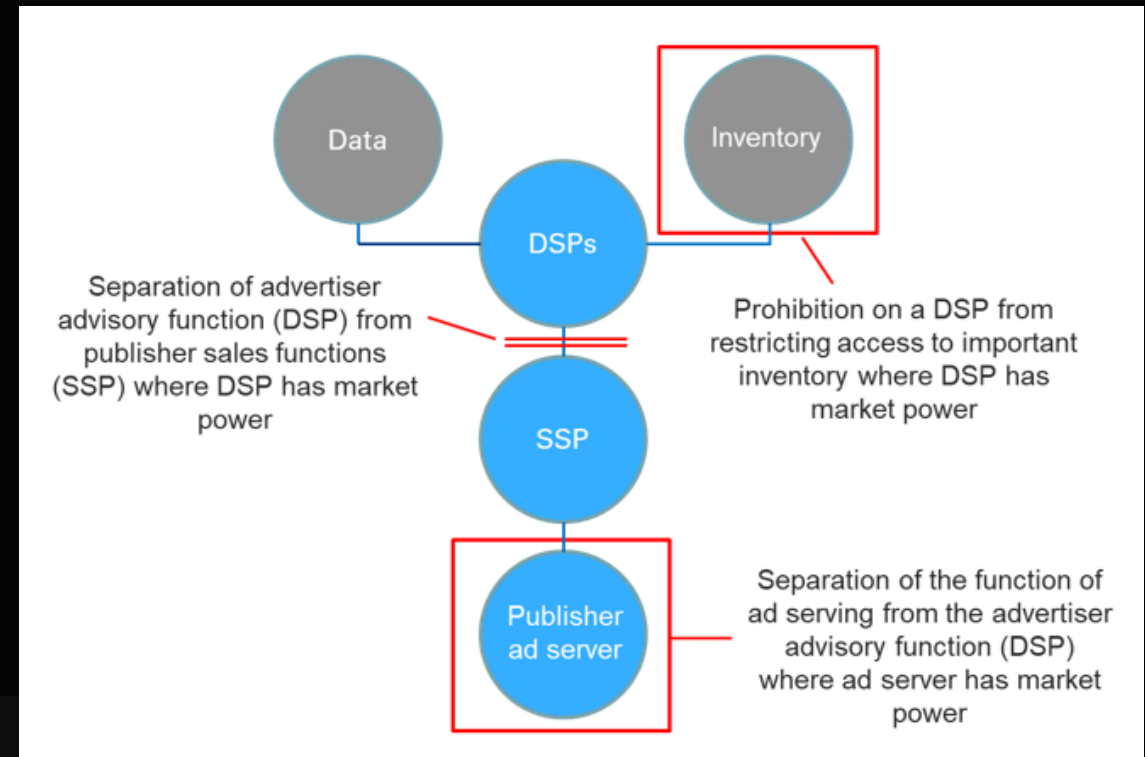 Data
Inventory
DSPs
Separation of advertiser
advisory function (DSP) from
publisher sales functions
(SSP) where DSP has market
power
Prohibition on a DSP from
restricting access to important
inventory where DSP has
market power
SSP
Publisher
ad server
Separation of the function of
ad serving from the advertiser
advisory function (DSP)
where ad server has market
power